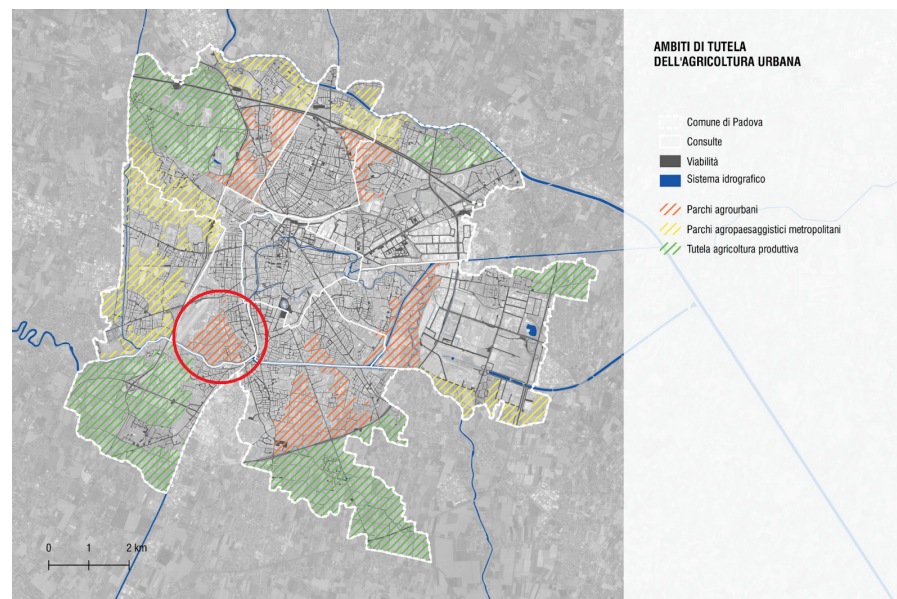 AMBITI DI TUTELA
DELL'AGRICOLTURA URBANA
Comune di Padova
Consulte
Viabilità
Sistema idrografico
Parchi agrourbani
Parchi agropaesaggistici metropolitani
Tutela agricoltura produttiva
0 1 2 km